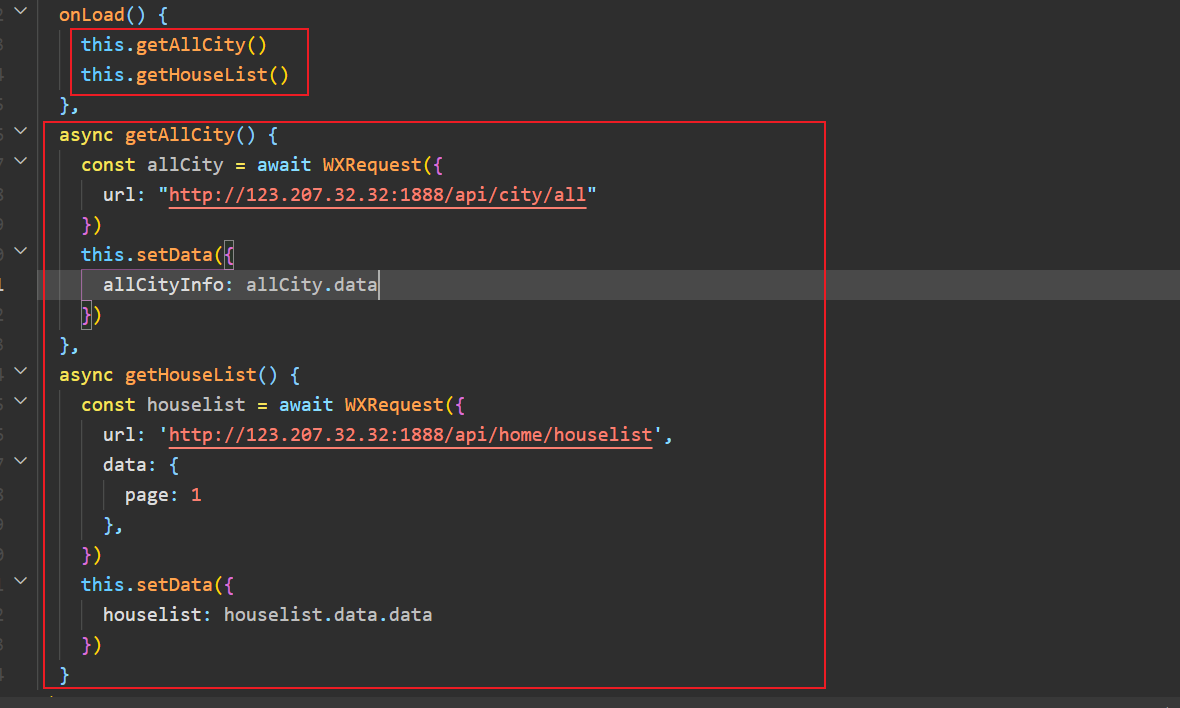 onLoad() {
this.getAllCity()
this.getHouseList()
},
async getAllCity() {
const allCity = await WXRequest({
url: "http://123.207.32.32:1888/api/city/all"
})
this.setData({
allCityInfo: allCity.data
})
},
async getHouseList() {
const houselist = await WXRequest({
url: 'http://123.207.32.32:1888/api/home/houselist',
data: {
page: 1
},
})
this.setData({
houselist: houselist.data.data
})
}